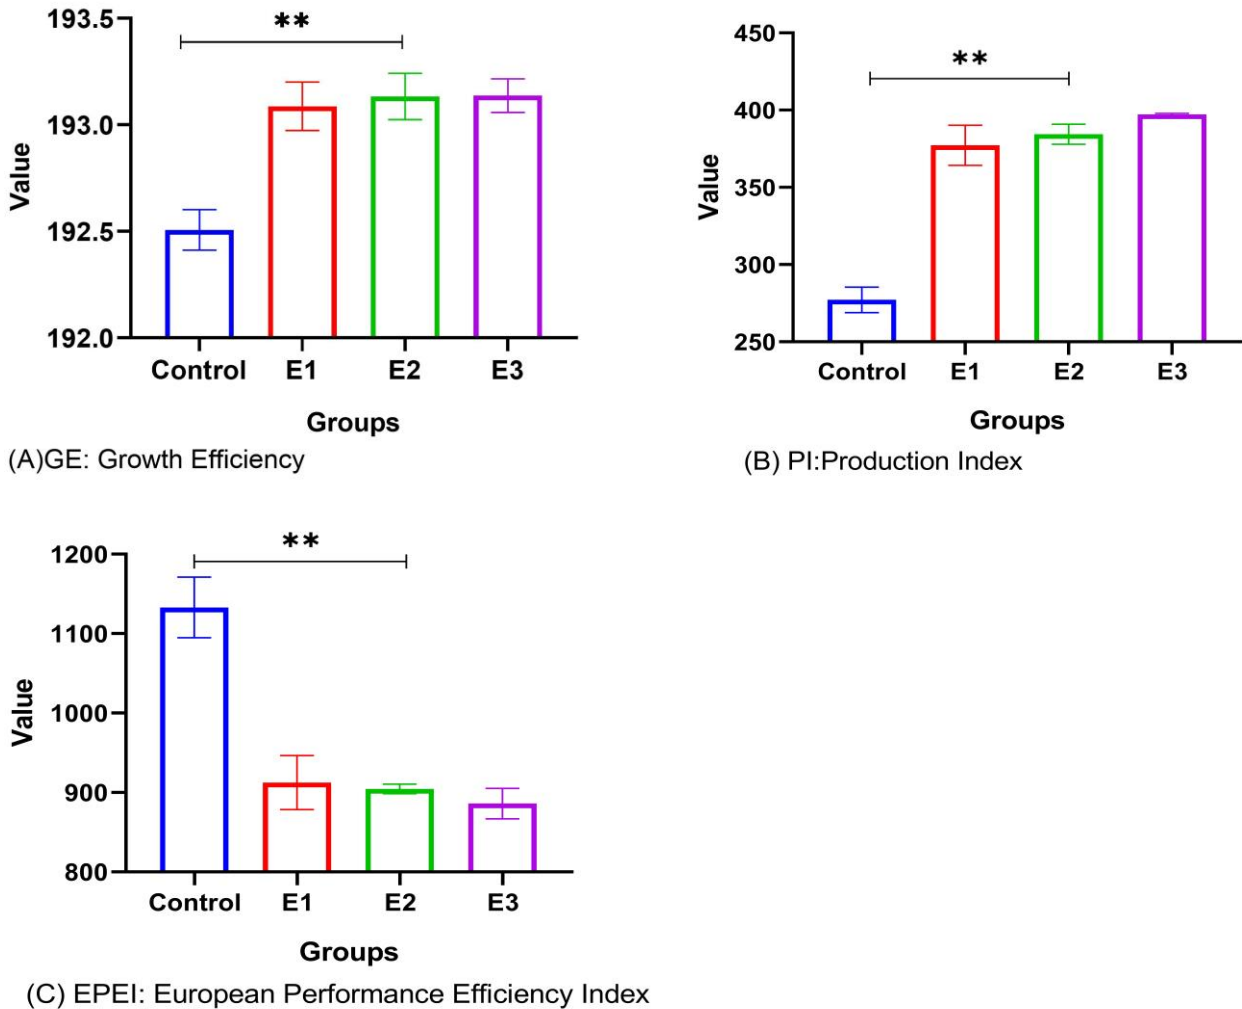 193.5
193.0
192.5
192.0
Value
**
Control E1 E2 E3
Groups
(A)GE: Growth Efficiency
450
400
350
300
250
Value
**
Control E1 E2 E3
Groups
(B) PI:Production Index
1200
1100
1000
900
800
Value
**
Control E1 E2 E3
Groups
(C) EPEI: European Performance Efficiency Index